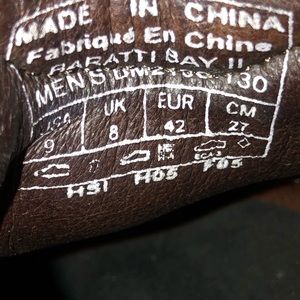 MADE IN CHINA
Fabriqué En Chine
BARATTI BAY II
MEN'S DM2 130
USA UK EUR CM
9 8 42 27
H31 H05 F05